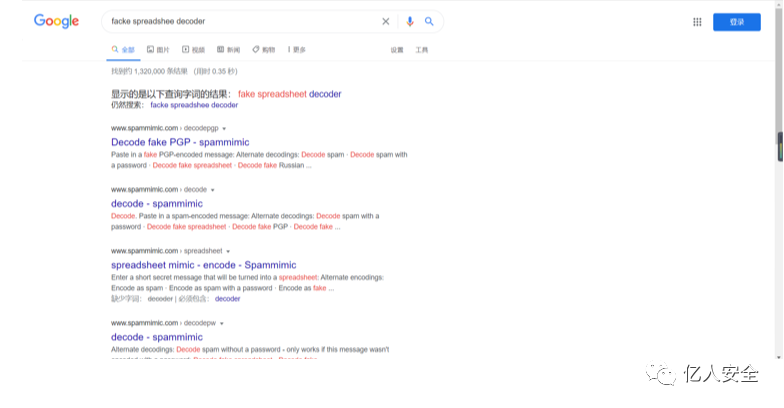 Google
facke spreadshee decoder
登录
全部 图片 视频 新闻 购物 更多 设置 工具
找到约 1,320,000 条结果 (用时 0.35 秒)
显示的是以下查询字词的结果: fake spreadsheet decoder
仍然搜索: facke spreadshee decoder
www.spammimic.com › decodepgp
Decode fake PGP - spammimic
Paste in a fake PGP-encoded message: Alternate decodings: Decode spam · Decode spam with
a password · Decode fake spreadsheet · Decode fake Russian ...
www.spammimic.com › decode
decode - spammimic
Decode. Paste in a spam-encoded message: Alternate decodings: Decode spam with a
password · Decode fake spreadsheet · Decode fake PGP · Decode fake ...
www.spammimic.com › spreadsheet
spreadsheet mimic - encode - Spammimic
Enter a short secret message that will be turned into a spreadsheet: Alternate encodings:
Encode as spam · Encode as spam with a password · Encode as fake ...
缺少字词: decoder | 必须包含: decoder
www.spammimic.com › decodepw
decode - spammimic
Alternate decodings: Decode spam without a password - only works if this message wasn't
亿人安全